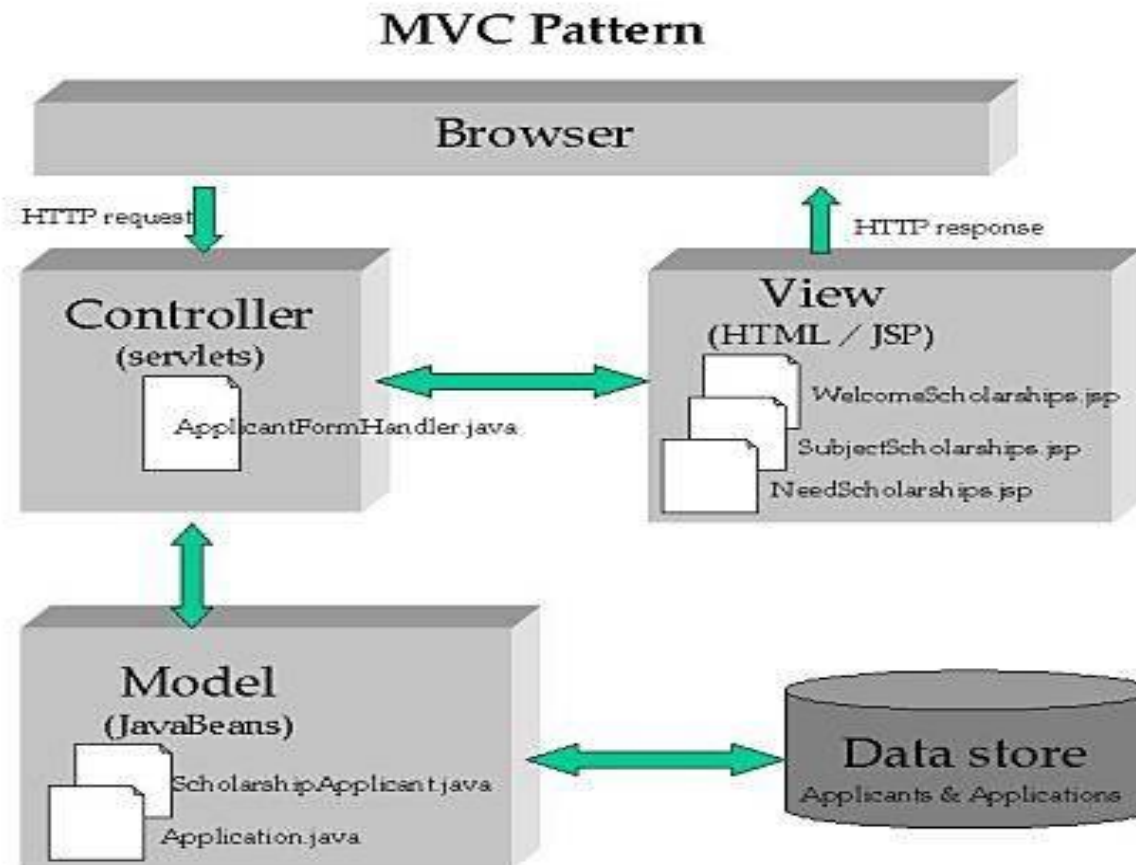 MVC Pattern
Browser
HTTP request
HTTP response
Controller
(servlets)
ApplicantFormHandler.java
View
(HTML / JSP)
WelcomeScholarships.jsp
SubjectScholarships.jsp
NeedScholarships.jsp
Model
(JavaBeans)
ScholarshipApplicant.java
Application.java
Data store
Applicants & Applications